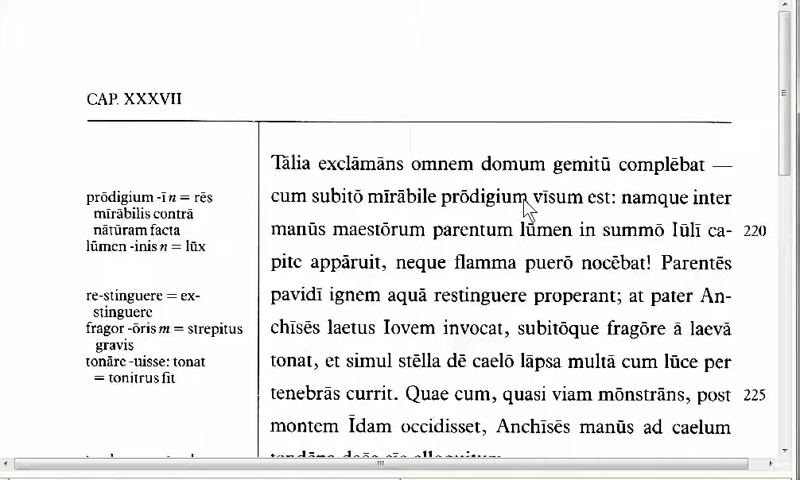 CAP. XXXVII
prōdigium -ī n = rēs
mīrābilis contrā
nātūram facta
lūmen -inis n = lūx
re-stinguere = ex-
stinguere
fragor -ōris m = strepitus
gravis
tonāre -uisse: tonat
= tonitrus fit
Tālia exclāmāns omnem domum gemitū complēbat —
cum subitō mīrābile prōdigium vīsum est: namque inter
manūs maestōrum parentum lūmen in summō Iūlī ca- 220
pite appāruit, neque flamma puerō nocēbat! Parentēs
pavidī ignem aquā restinguere properant; at pater An-
chīsēs laetus Iovem invocat, subitōque fragōre ā laevā
tonat, et simul stēlla dē caelō lāpsa multā cum lūce per
tenebrās currit. Quae cum, quasi viam mōnstrāns, post 225
montem Īdam occidisset, Anchīsēs manūs ad caelum